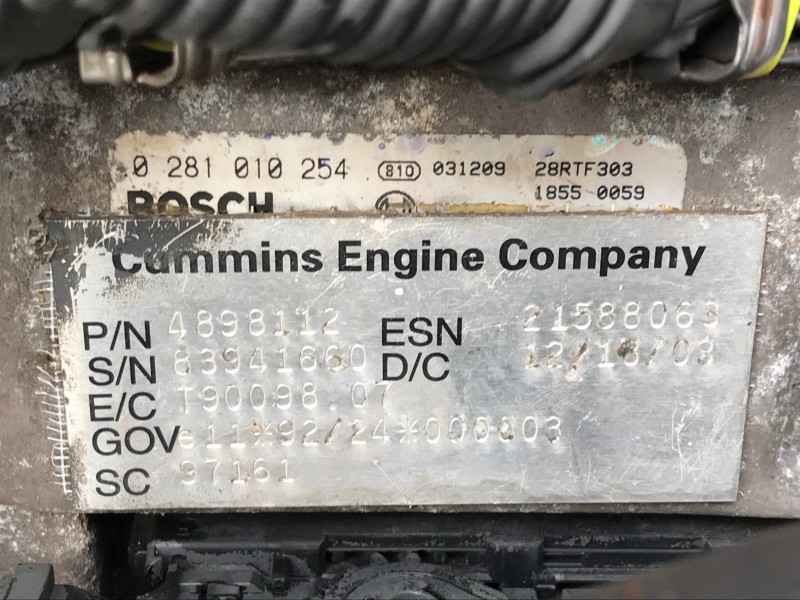 0 281 010 254 810 031209 28RTF303
BOSCH 1855 0059
Cummins Engine Company
P/N 4898112 ESN 21588063
S/N 83941660 D/C 12/18/03
E/C T90098.07
GOV e11*92/24*000003
SC 97161